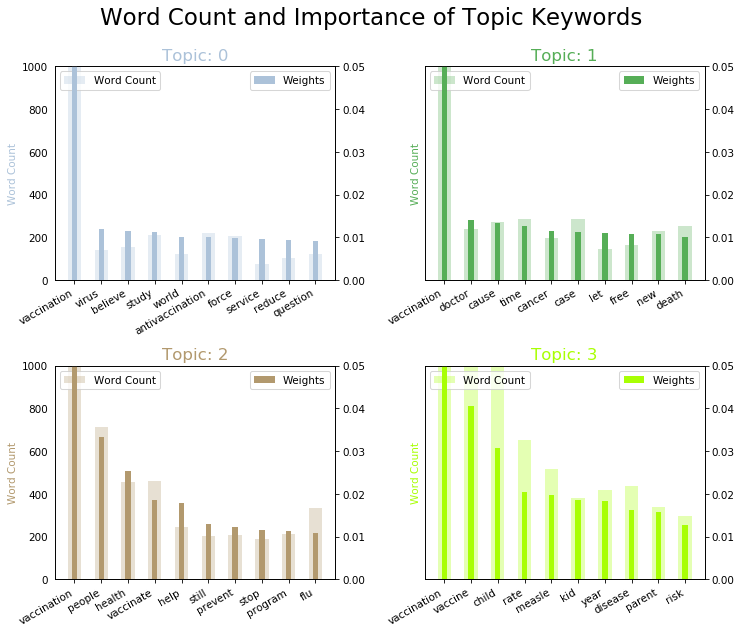 Word Count and Importance of Topic Keywords
Topic: 0
Word Count
Weights
1000
800
600
400
200
0
0.05
0.04
0.03
0.02
0.01
0.00
Word Count
vaccination
virus
believe
study
world
antivaccination
force
service
reduce
question
Topic: 1
Word Count
Weights
0.05
0.04
0.03
0.02
0.01
0.00
Word Count
vaccination
doctor
cause
time
cancer
case
let
free
new
death
Topic: 2
Word Count
Weights
1000
800
600
400
200
0
0.05
0.04
0.03
0.02
0.01
0.00
Word Count
vaccination
people
health
vaccinate
help
still
prevent
stop
program
flu
Topic: 3
Word Count
Weights
0.05
0.04
0.03
0.02
0.01
0.00
Word Count
vaccination
vaccine
child
rate
measle
kid
year
disease
parent
risk